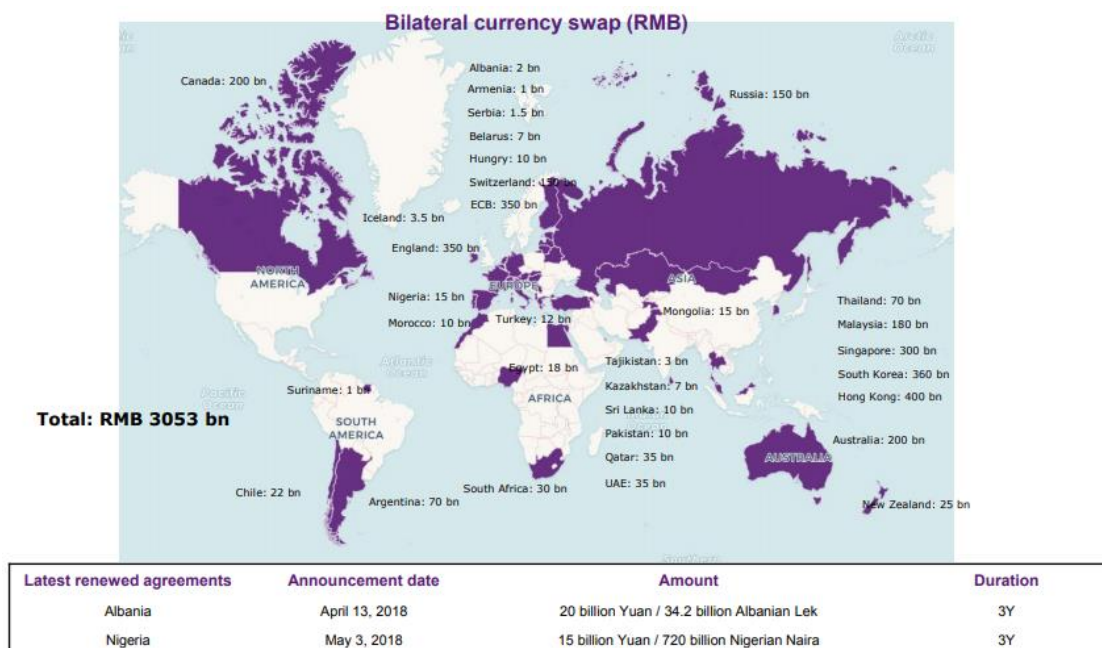 Bilateral currency swap (RMB)
Arctic
Ocean
Canada: 200 bn
Albania: 2 bn
Armenia: 1 bn
Serbia: 1.5 bn
Belarus: 7 bn
Hungry: 10 bn
Switzerland: 150 bn
ECB: 350 bn
Russia: 150 bn
Iceland: 3.5 bn
England: 350 bn
NORTH
AMERICA
EUROPE
ASIA
Nigeria: 15 bn
Morocco: 10 bn
Turkey: 12 bn
Mongolia: 15 bn
Thailand: 70 bn
Malaysia: 180 bn
Singapore: 300 bn
South Korea: 360 bn
Hong Kong: 400 bn
Atlantic
Ocean
Egypt: 18 bn
Tajikistan: 3 bn
Kazakhstan: 7 bn
Sri Lanka: 10 bn
Pakistan: 10 bn
Qatar: 35 bn
UAE: 35 bn
Pacific
Ocean
Suriname: 1 bn
AFRICA
Total: RMB 3053 bn
SOUTH
AMERICA
Australia: 200 bn
AUSTRALIA
Chile: 22 bn
Argentina: 70 bn
South Africa: 30 bn
New Zealand: 25 bn
Southern
Latest renewed agreements Announcement date Amount Duration
Albania April 13, 2018 20 billion Yuan / 34.2 billion Albanian Lek 3Y
Nigeria May 3, 2018 15 billion Yuan / 720 billion Nigerian Naira 3Y